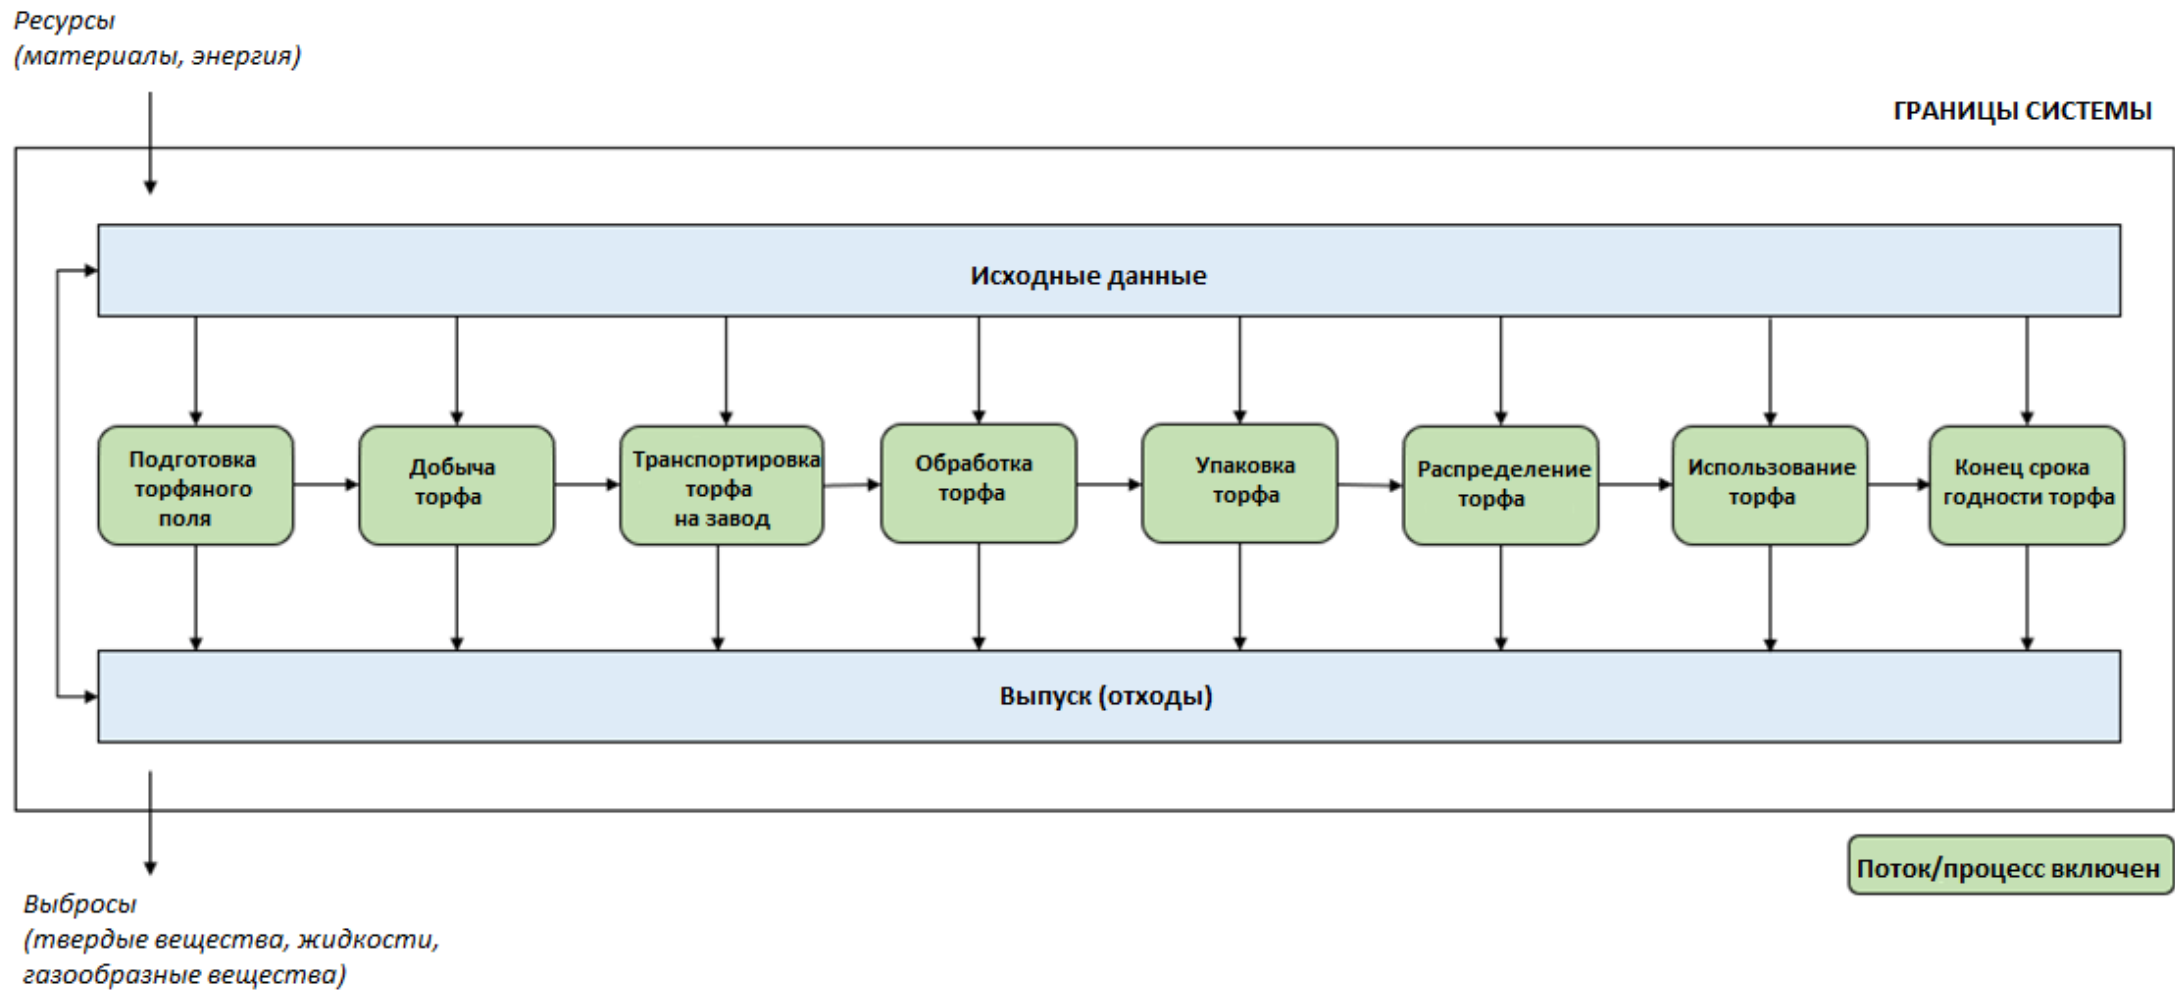 Ресурсы
(материалы, энергия)
ГРАНИЦЫ СИСТЕМЫ
Исходные данные
Подготовка
торфяного
поля
Добыча
торфа
Транспортировка
торфа
на завод
Обработка
торфа
Упаковка
торфа
Распределение
торфа
Использование
торфа
Конец срока
годности торфа
Выпуск (отходы)
Поток/процесс включен
Выбросы
(твердые вещества, жидкости,
газообразные вещества)